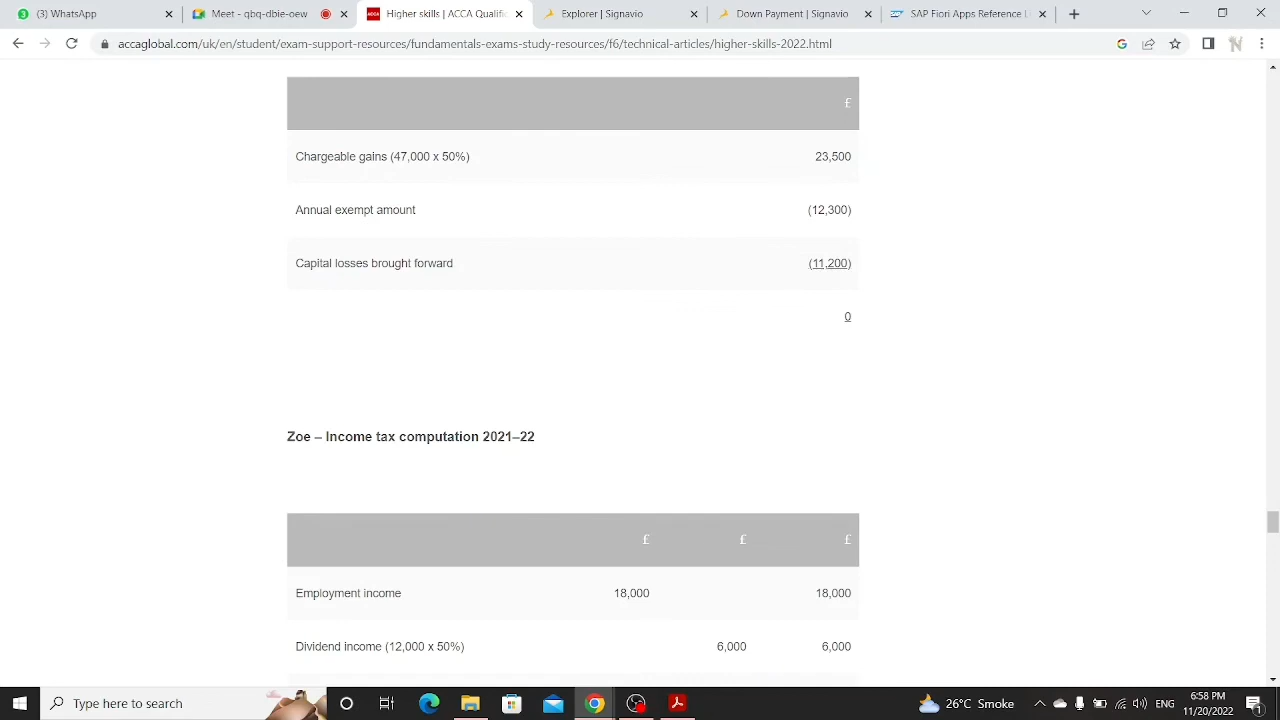 (3) WhatsApp
Meet - qbq-dbie-oew
Higher skills | ACCA Qualific
Explorer | Signavio
Down Payment | Signavio
SAP Fiori Apps Reference L
accaglobal.com/uk/en/student/exam-support-resources/fundamentals-exams-study-resources/f6/technical-articles/higher-skills-2022.html
£
Chargeable gains (47,000 x 50%) 23,500
Annual exempt amount (12,300)
Capital losses brought forward (11,200)
0
Zoe – Income tax computation 2021–22
£ £ £
Employment income 18,000 18,000
Dividend income (12,000 x 50%) 6,000 6,000
Type here to search
26°C Smoke
ENG
6:58 PM
11/20/2022